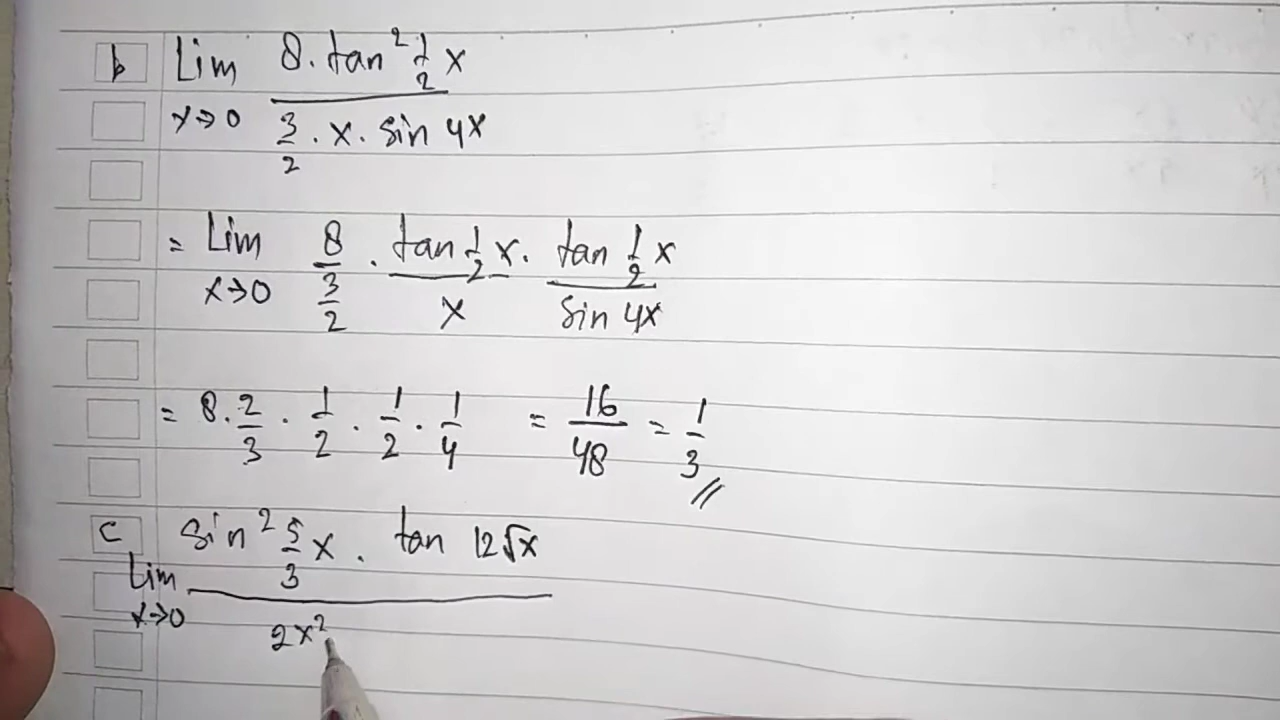 b Lim 8.tan² 1/2 x
x→0 3/2 . x . sin 4x
= Lim 8 . tan 1/2 x . tan 1/2 x
x→0 3/2 x sin 4x
= 8 . 2/3 . 1/2 . 1/2 . 1/4 = 16/48 = 1/3 //
c sin² 5/3 x . tan 12√x
Lim
x→0 2x²